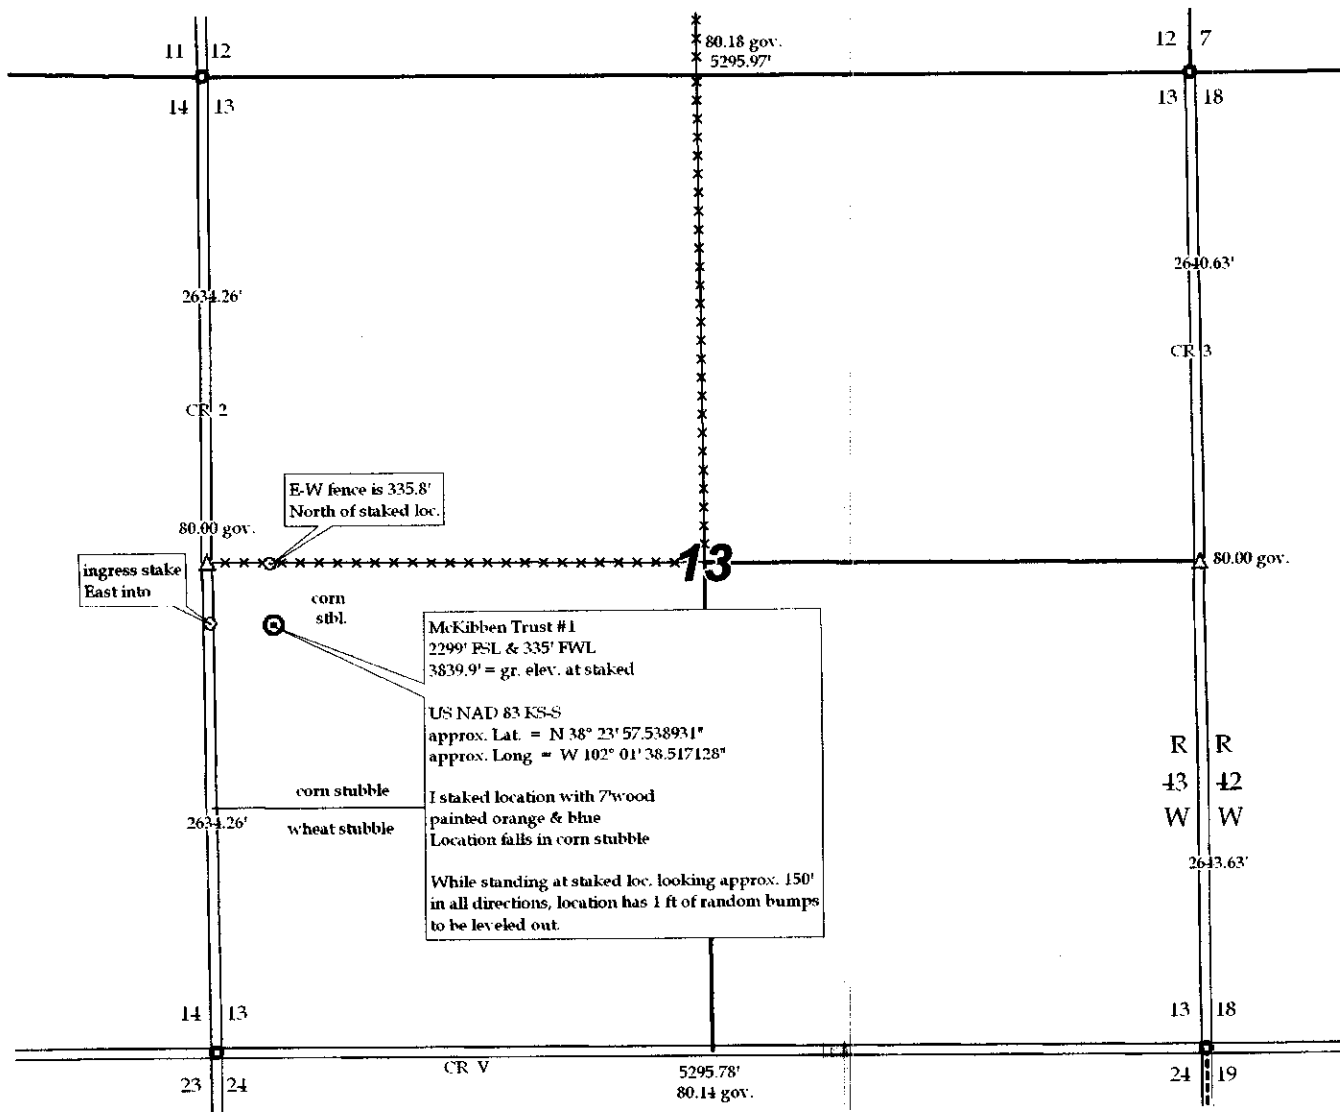 11 12
80.18 gov.
5295.97'
12 7
14 13
13 18
2640.63'
2634.26'
CR 3
CR 2
E-W fence is 335.8'
North of staked loc.
80.00 gov.
13
80.00 gov.
ingress stake
East into
corn
stbl.
McKibben Trust #1
2299' FSL & 335' FWL
3839.9' = gr. elev. at staked
US NAD 83 KS-S
approx. Lat. = N 38° 23' 57.538931"
approx. Long = W 102° 01' 38.517128"
I staked location with 7'wood
painted orange & blue
Location falls in corn stubble
While standing at staked loc. looking approx. 150'
in all directions, location has 1 ft of random bumps
to be leveled out.
corn stubble
wheat stubble
2634.26'
R R
43 42
W W
2643.63'
14 13
13 18
CR V
5295.78'
80.14 gov.
23 24
24 19